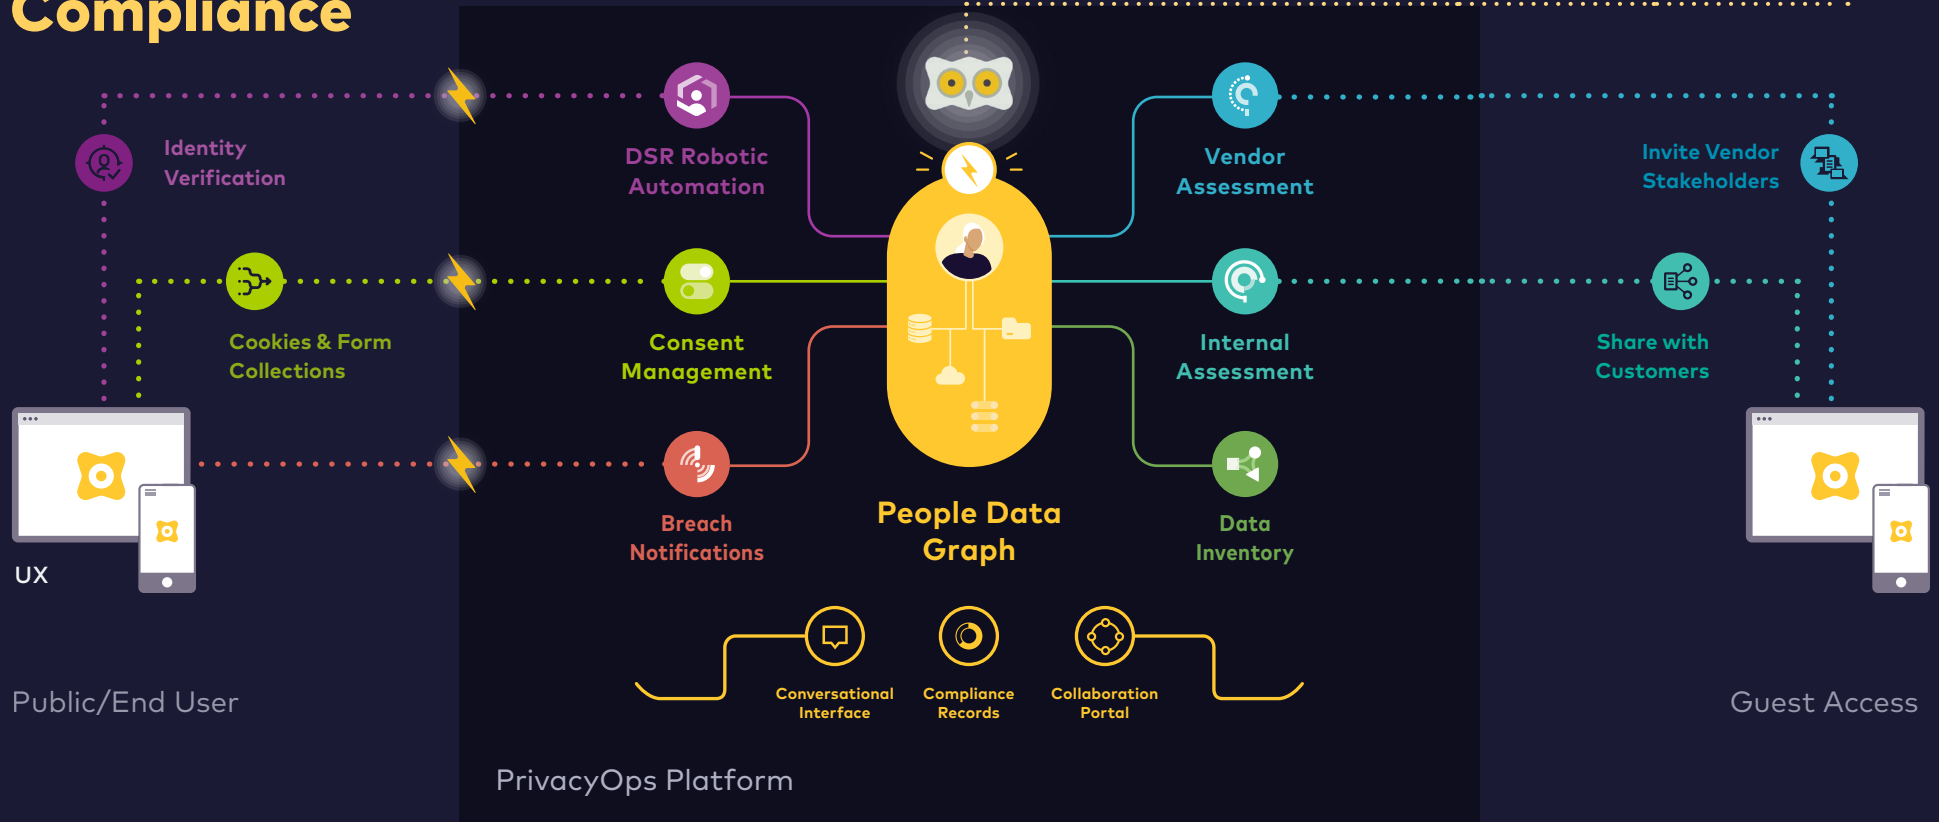 Compliance
Identity
Verification
DSR Robotic
Automation
Vendor
Assessment
Invite Vendor
Stakeholders
Cookies & Form
Collections
Consent
Management
Internal
Assessment
Share with
Customers
Breach
Notifications
People Data
Graph
Data
Inventory
UX
Conversational
Interface
Compliance
Records
Collaboration
Portal
Public/End User
Guest Access
PrivacyOps Platform